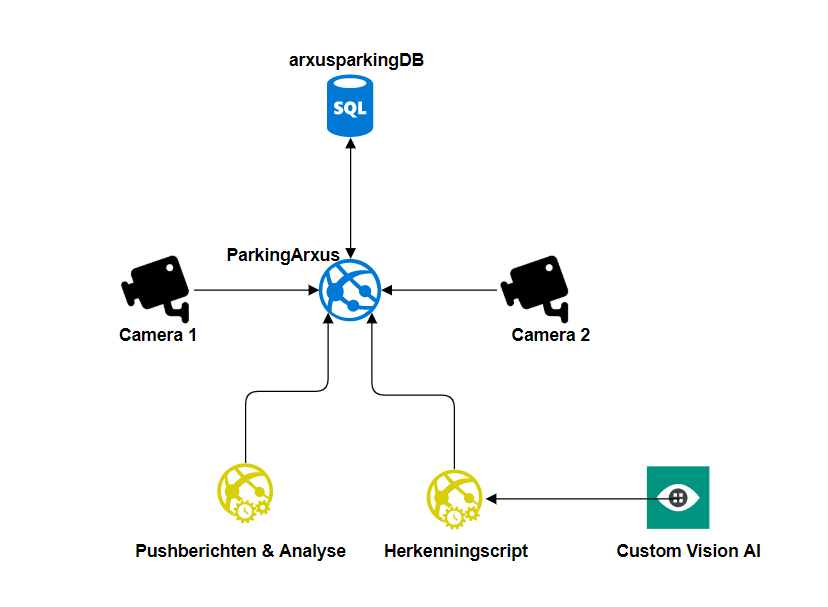 arxusparkingDB
SQL
ParkingArxus
Camera 1
Camera 2
Pushberichten & Analyse
Herkenningscript
Custom Vision AI